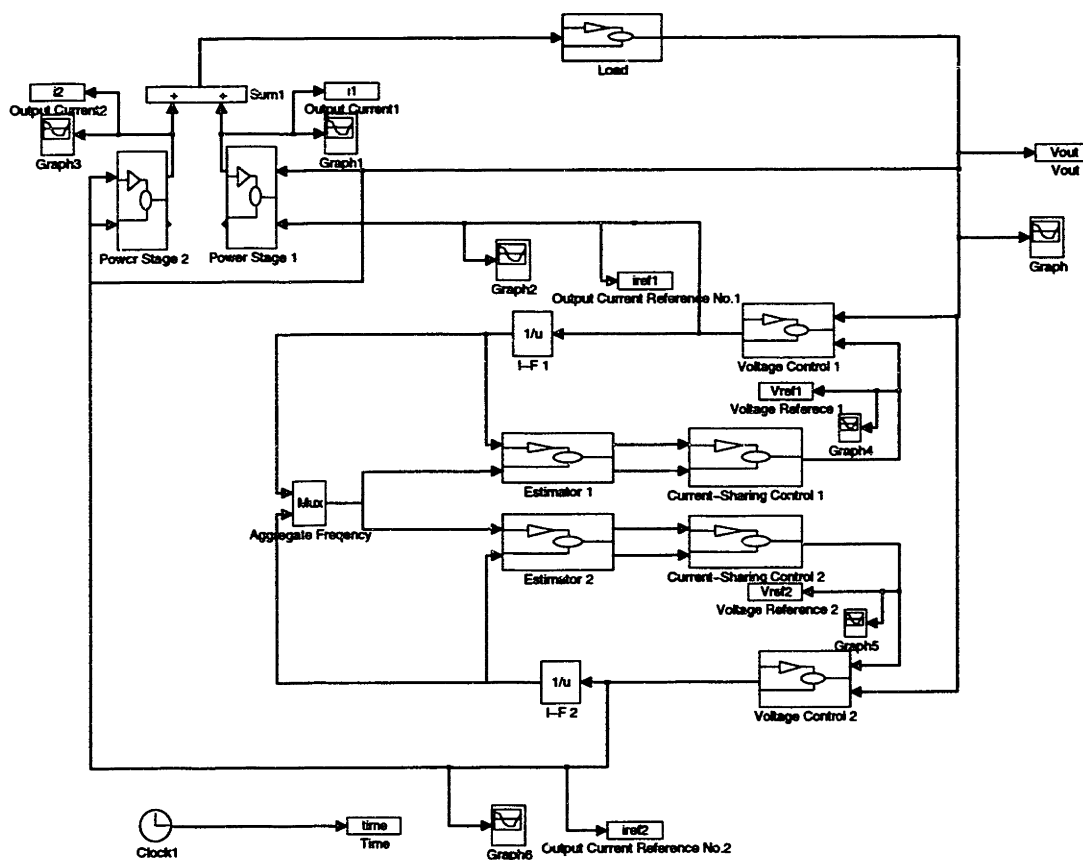 Load
i2
Output Current2
+ +
Sum1
i1
Output Current1
Graph3
Graph1
Vout
Vout
Power Stage 2
Power Stage 1
Graph2
iref1
Output Current Reference No.1
Graph
1/u
I-F 1
Voltage Control 1
Vref1
Voltage Reference 1
Graph4
Estimator 1
Current-Sharing Control 1
Mux
Aggregate Freqency
Estimator 2
Current-Sharing Control 2
Vref2
Voltage Reference 2
Graph5
1/u
I-F 2
Voltage Control 2
Clock1
time
Time
Graph6
iref2
Output Current Reference No.2